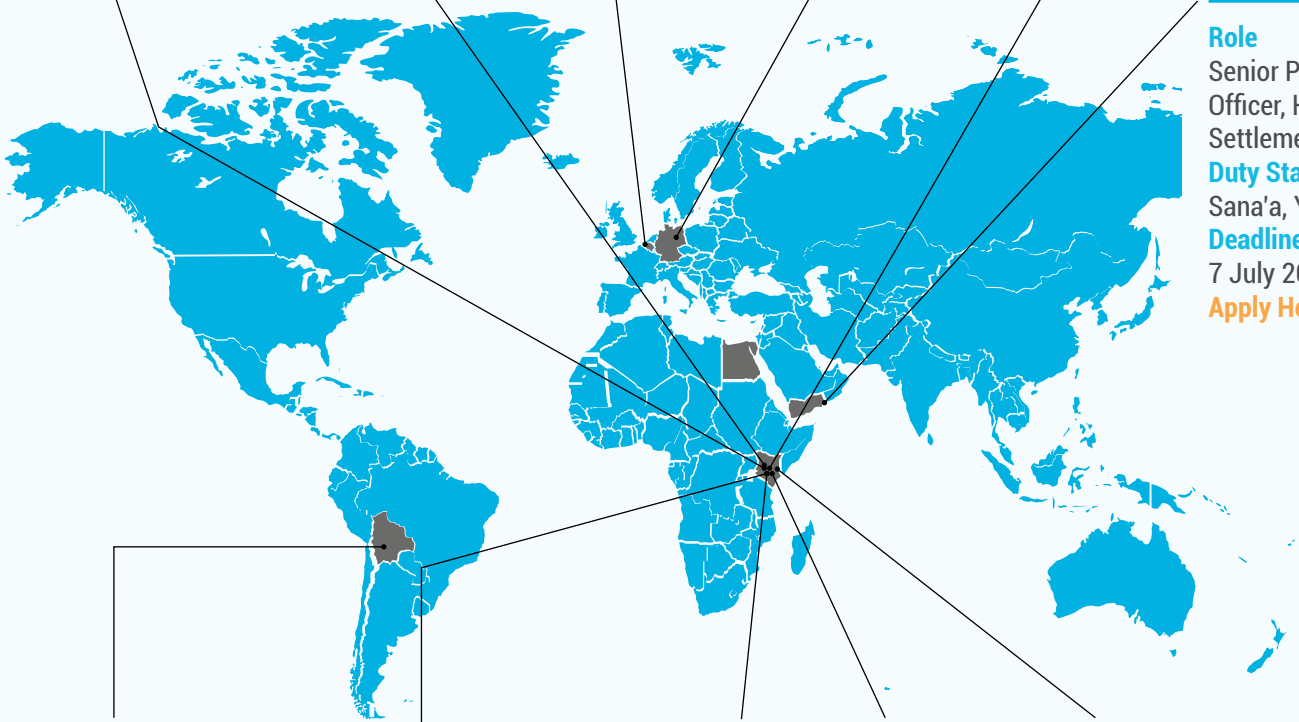 Role
Senior P
Officer, H
Settleme
Duty Sta
Sana'a, Y
Deadline
7 July 20
Apply He